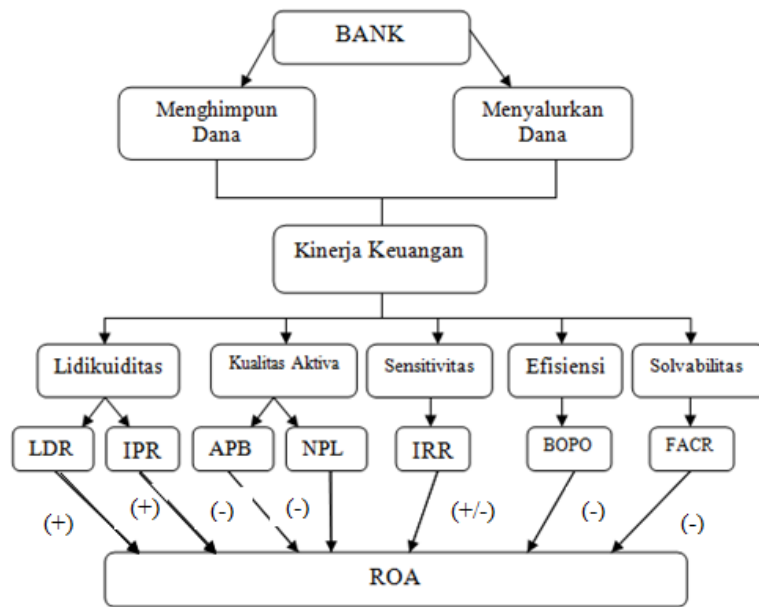 BANK
Menghimpun
Dana
Menyalurkan
Dana
Kinerja Keuangan
Lidikuiditas
Kualitas Aktiva
Sensitivitas
Efisiensi
Solvabilitas
LDR
IPR
APB
NPL
IRR
BOPO
FACR
(+)
(+)
(-)
(-)
(+/-)
(-)
(-)
ROA